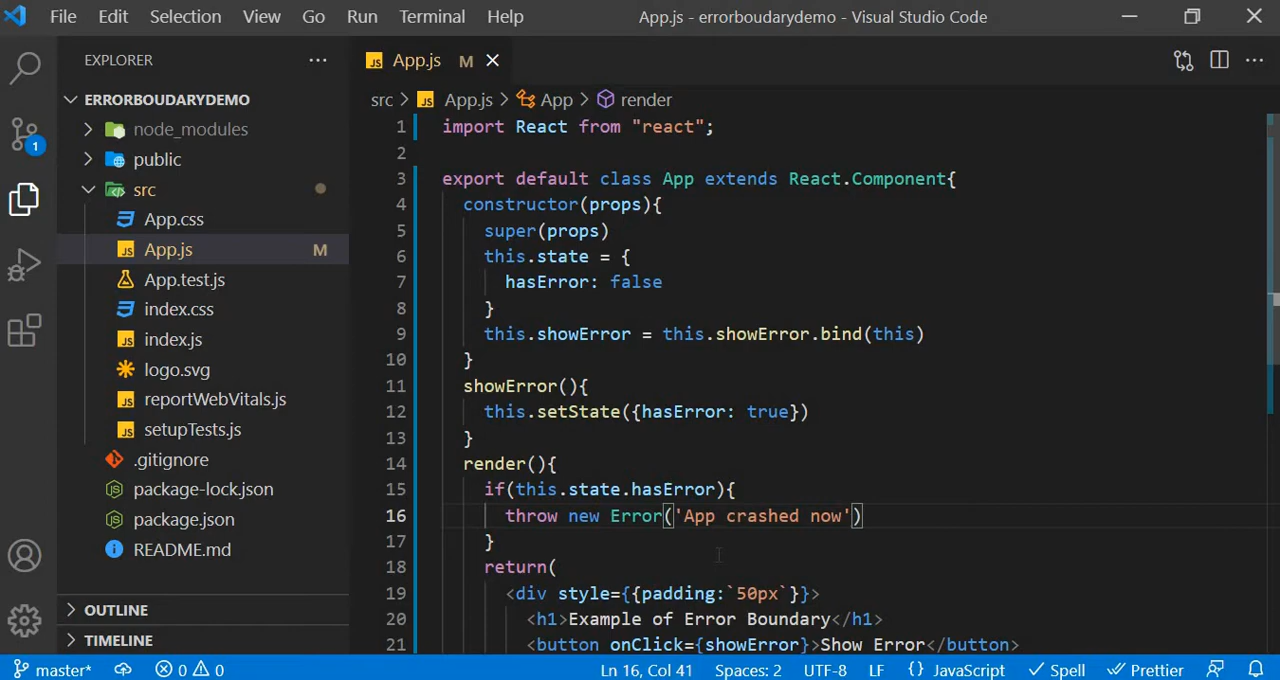 File Edit Selection View Go Run Terminal Help App.js - errorboudarydemo - Visual Studio Code
EXPLORER
App.js M
ERRORBOUDARYDEMO
src App.js App render
node_modules
public
src
App.css
App.js M
App.test.js
index.css
index.js
logo.svg
reportWebVitals.js
setupTests.js
.gitignore
package-lock.json
package.json
README.md
OUTLINE
TIMELINE
1
1 import React from "react";
2
3 export default class App extends React.Component{
4 constructor(props){
5 super(props)
6 this.state = {
7 hasError: false
8 }
9 this.showError = this.showError.bind(this)
10 }
11 showError(){
12 this.setState({hasError: true})
13 }
14 render(){
15 if(this.state.hasError){
16 throw new Error('App crashed now')
17 }
18 return(
19 <div style={{padding:`50px`}}>
20 <h1>Example of Error Boundary</h1>
21 <button onClick={showError}>Show Error</button>
master* 0 0 Ln 16, Col 41 Spaces: 2 UTF-8 LF {} JavaScript Spell Prettier